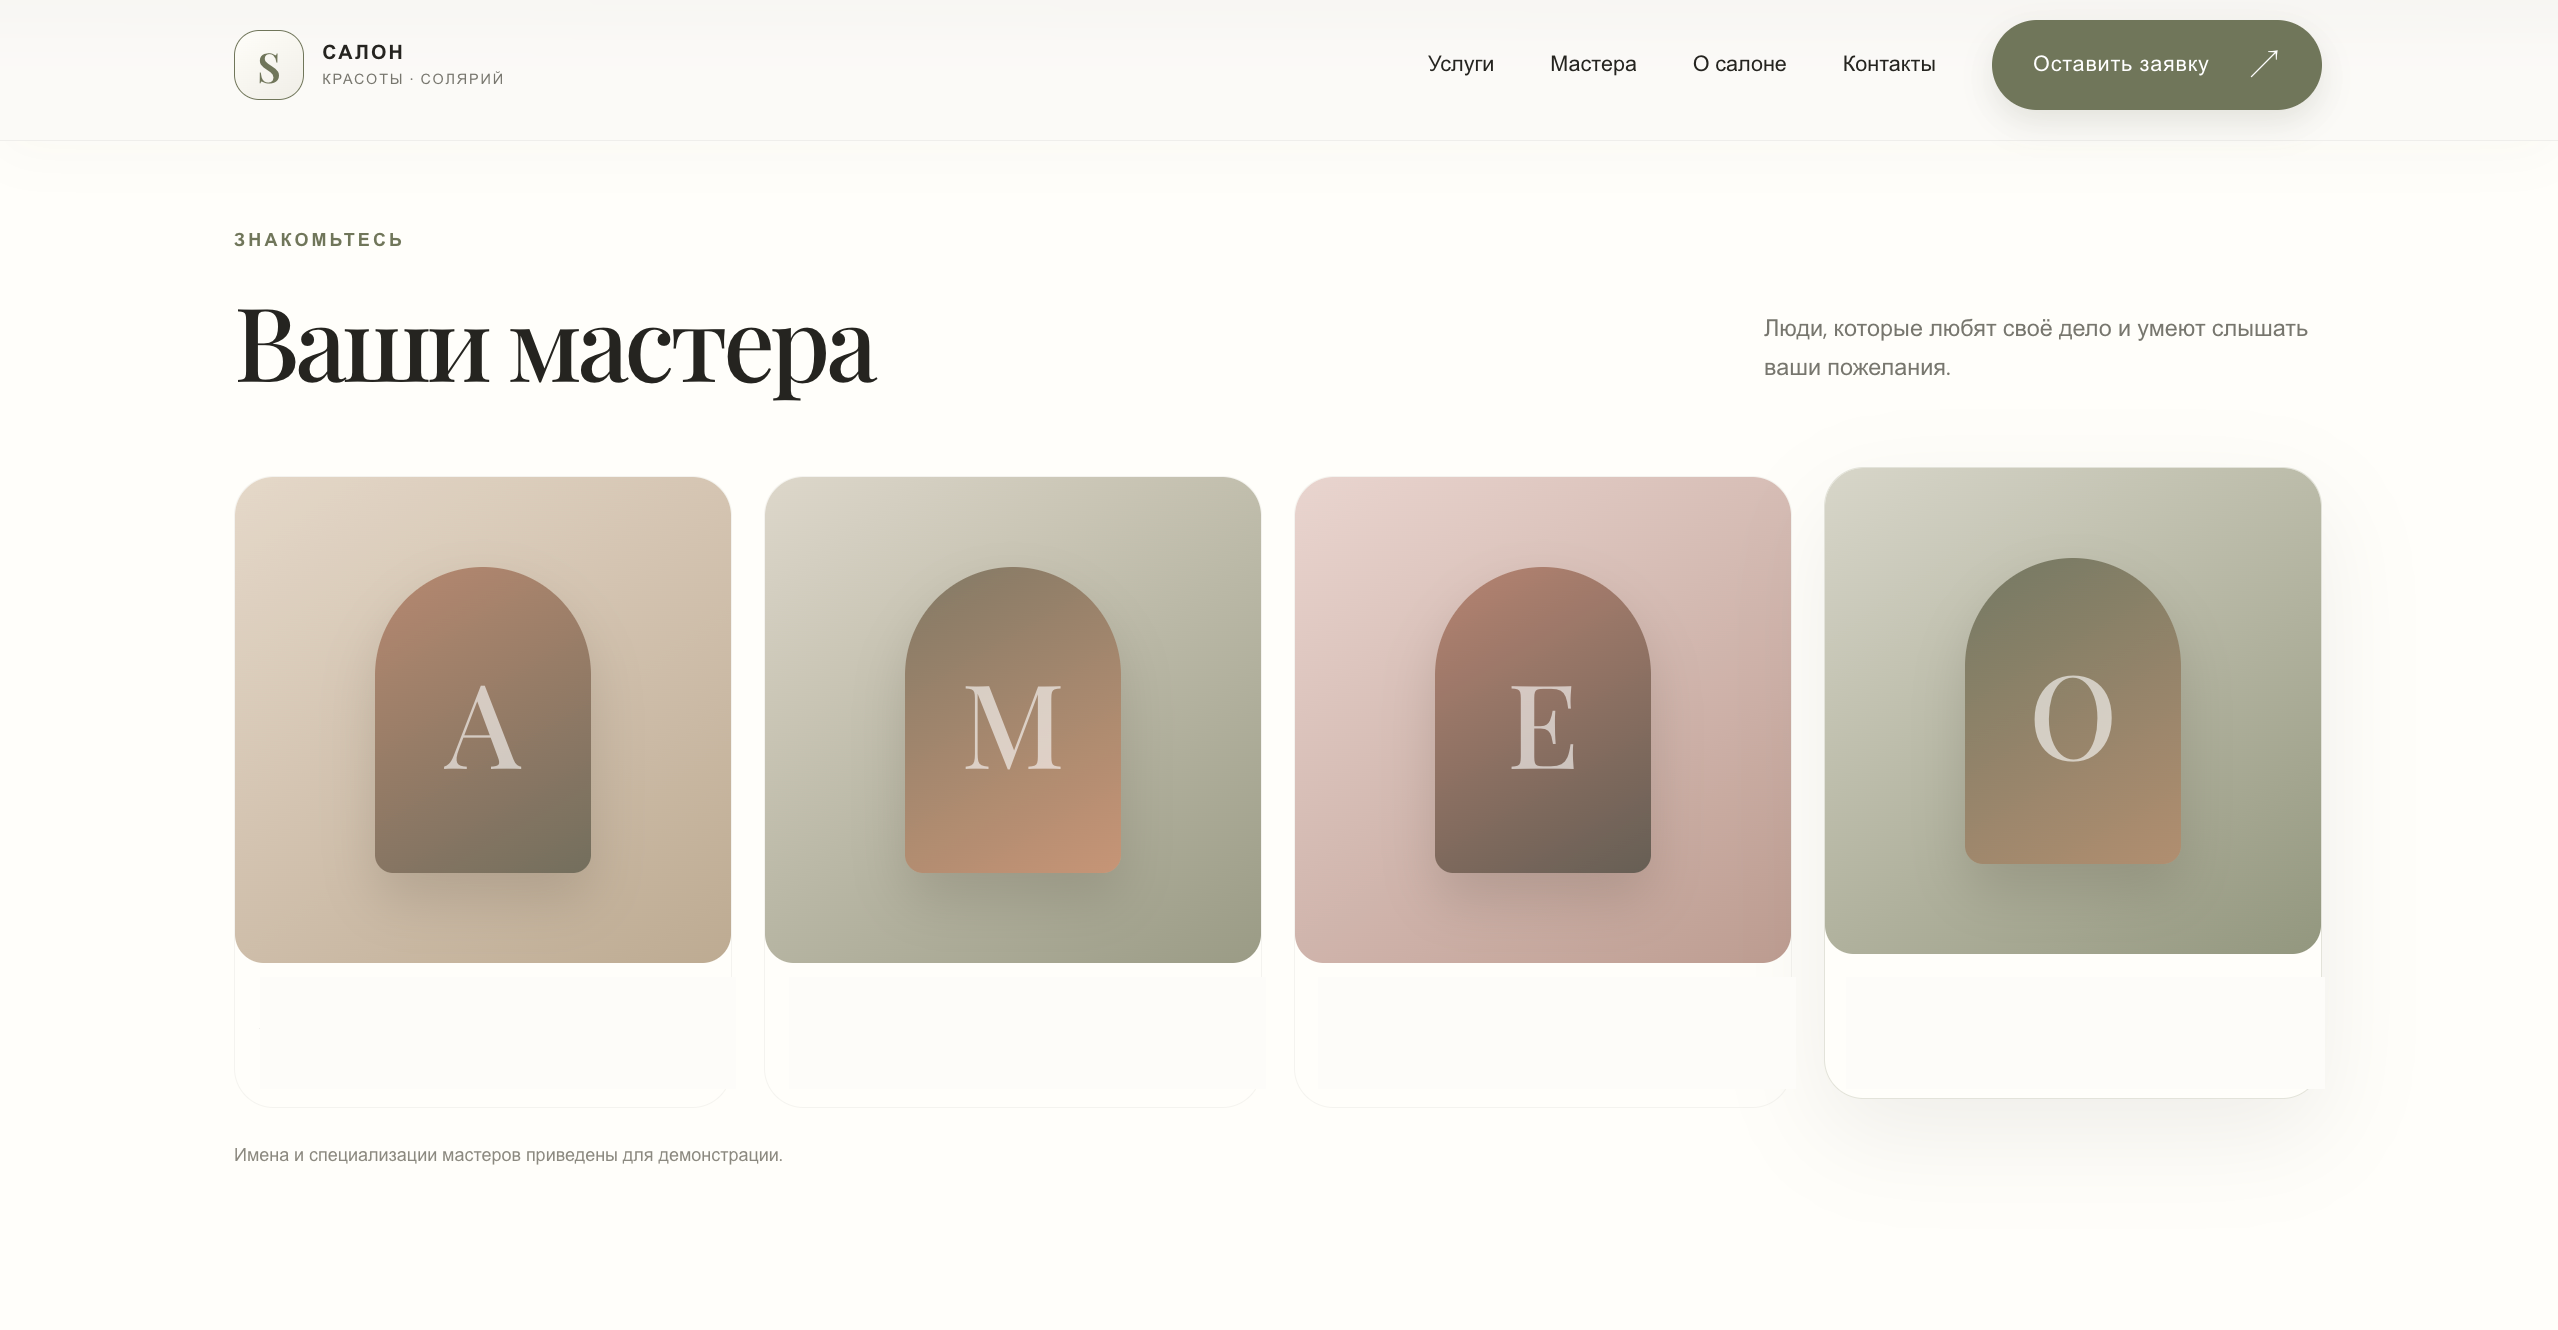 S
САЛОН
КРАСОТЫ · СОЛЯРИЙ
Услуги
Мастера
О салоне
Контакты
Оставить заявку
ЗНАКОМЬТЕСЬ
Ваши мастера
Люди, которые любят своё дело и умеют слышать
ваши пожелания.
А
М
Е
О
Имена и специализации мастеров приведены для демонстрации.